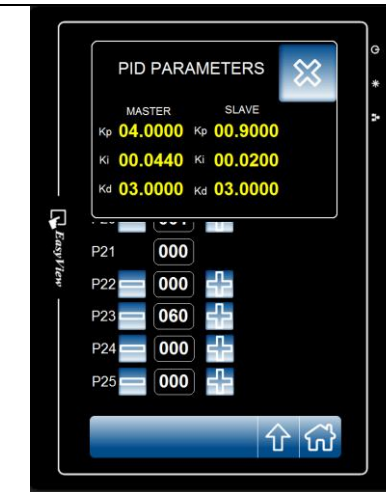 PID PARAMETERS
MASTER SLAVE
Kp 04.0000 Kp 00.9000
Ki 00.0440 Ki 00.0200
Kd 03.0000 Kd 03.0000
EasyView
P21 000
P22 000
P23 060
P24 000
P25 000